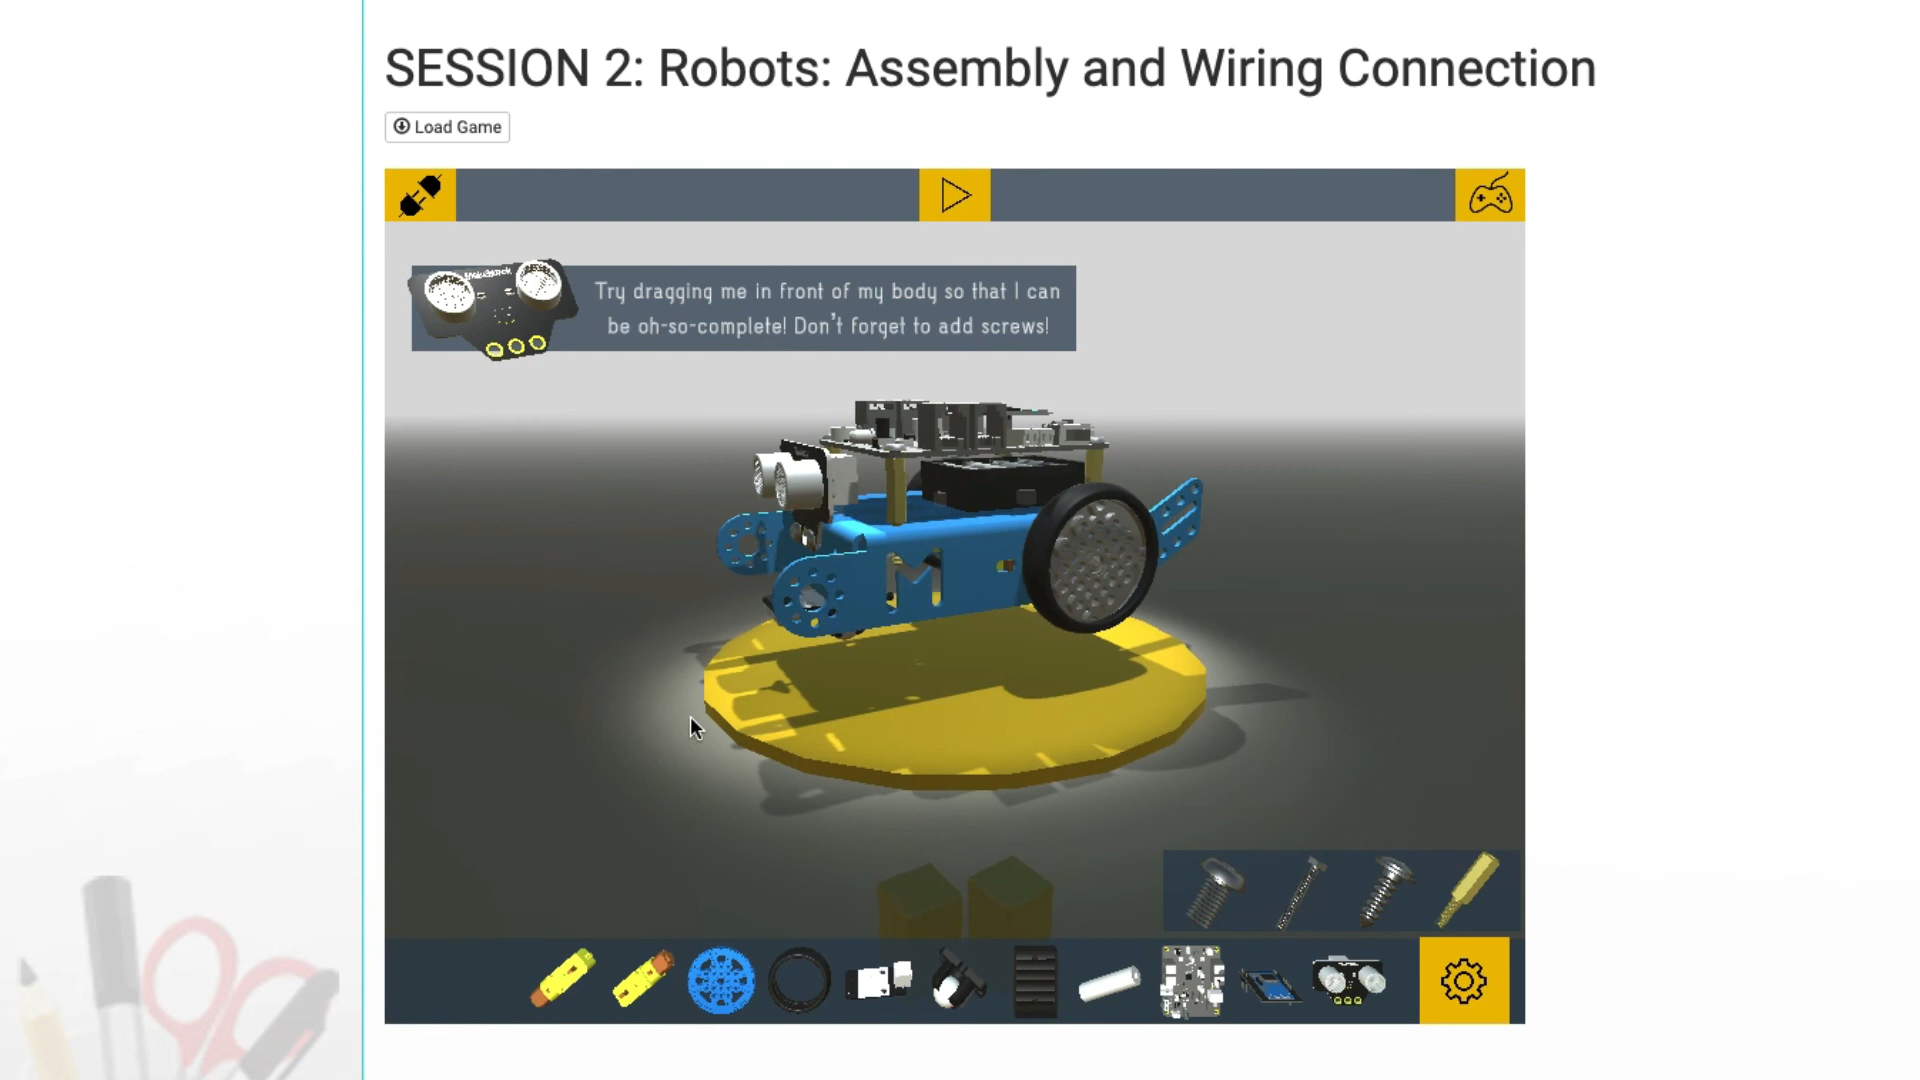 SESSION 2: Robots: Assembly and Wiring Connection
Load Game
Try dragging me in front of my body so that I can
be oh-so-complete! Don't forget to add screws!
M